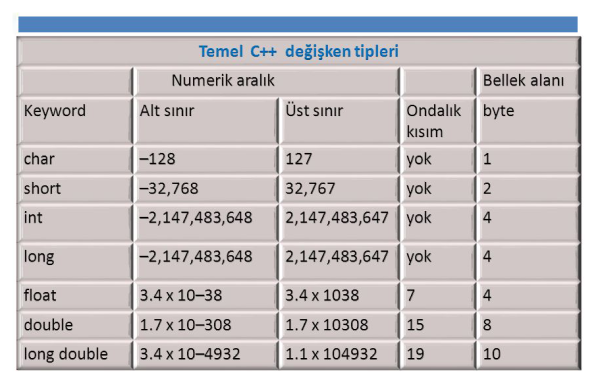 Temel C++ değişken tipleri
Numerik aralık Bellek alanı
Keyword Alt sınır Üst sınır Ondalık kısım byte
char –128 127 yok 1
short –32,768 32,767 yok 2
int –2,147,483,648 2,147,483,647 yok 4
long –2,147,483,648 2,147,483,647 yok 4
float 3.4 x 10–38 3.4 x 1038 7 4
double 1.7 x 10–308 1.7 x 10308 15 8
long double 3.4 x 10–4932 1.1 x 104932 19 10